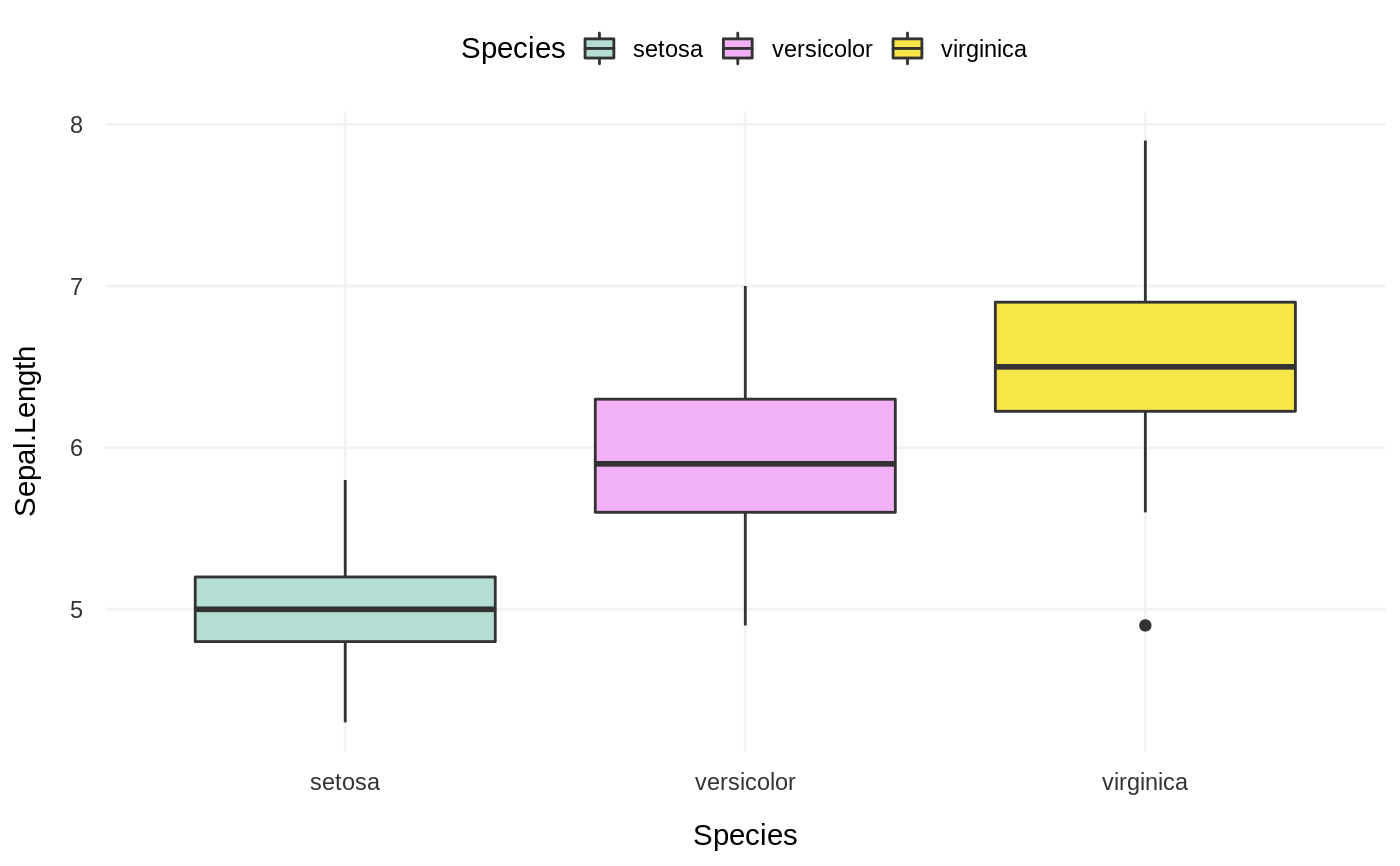 Species setosa versicolor virginica
8
7
6
5
Sepal.Length
setosa versicolor virginica
Species